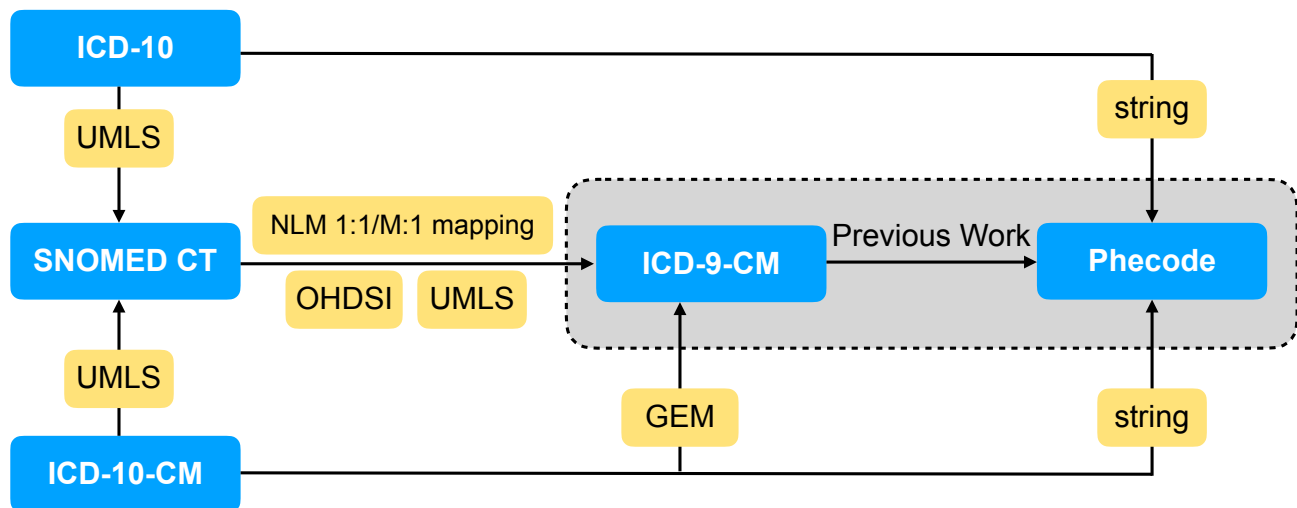 ICD-10
UMLS
string
NLM 1:1/M:1 mapping
SNOMED CT
ICD-9-CM
Previous Work
Phecode
OHDSI
UMLS
UMLS
GEM
string
ICD-10-CM